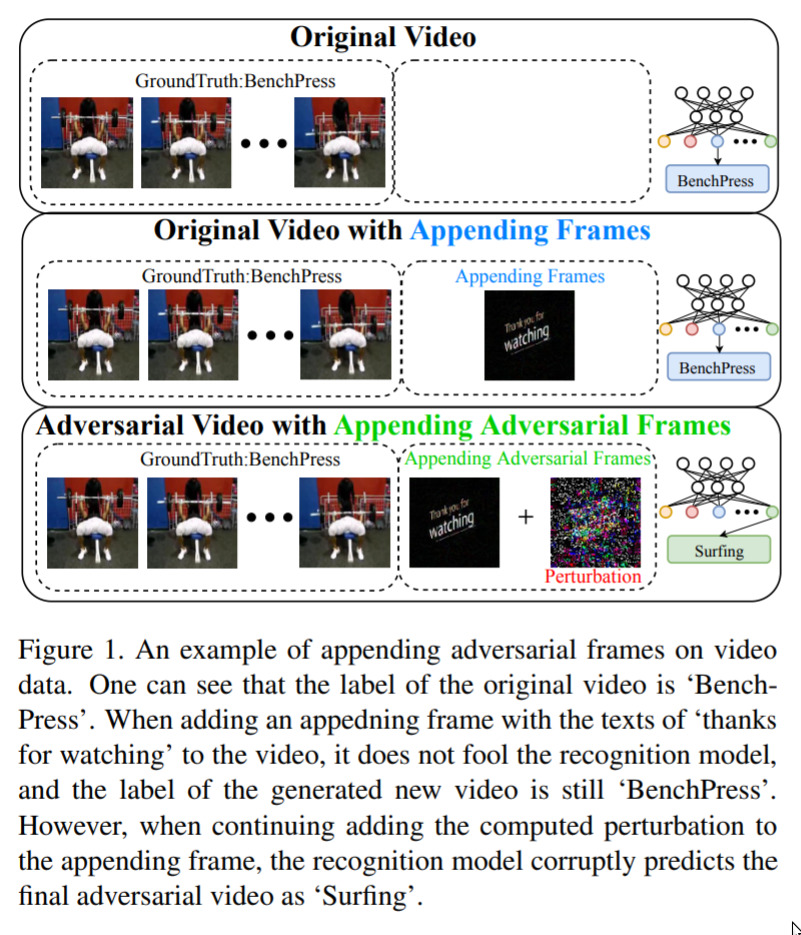 Original Video
GroundTruth:BenchPress
BenchPress
Original Video with Appending Frames
GroundTruth:BenchPress
Appending Frames
Thank you for
watching
BenchPress
Adversarial Video with Appending Adversarial Frames
GroundTruth:BenchPress
Appending Adversarial Frames
Thank you for
watching
+
Perturbation
Surfing
Figure 1. An example of appending adversarial frames on video
data. One can see that the label of the original video is ‘Bench-
Press’. When adding an appedning frame with the texts of ‘thanks
for watching’ to the video, it does not fool the recognition model,
and the label of the generated new video is still ‘BenchPress’.
However, when continuing adding the computed perturbation to
the appending frame, the recognition model corruptly predicts the
final adversarial video as ‘Surfing’.